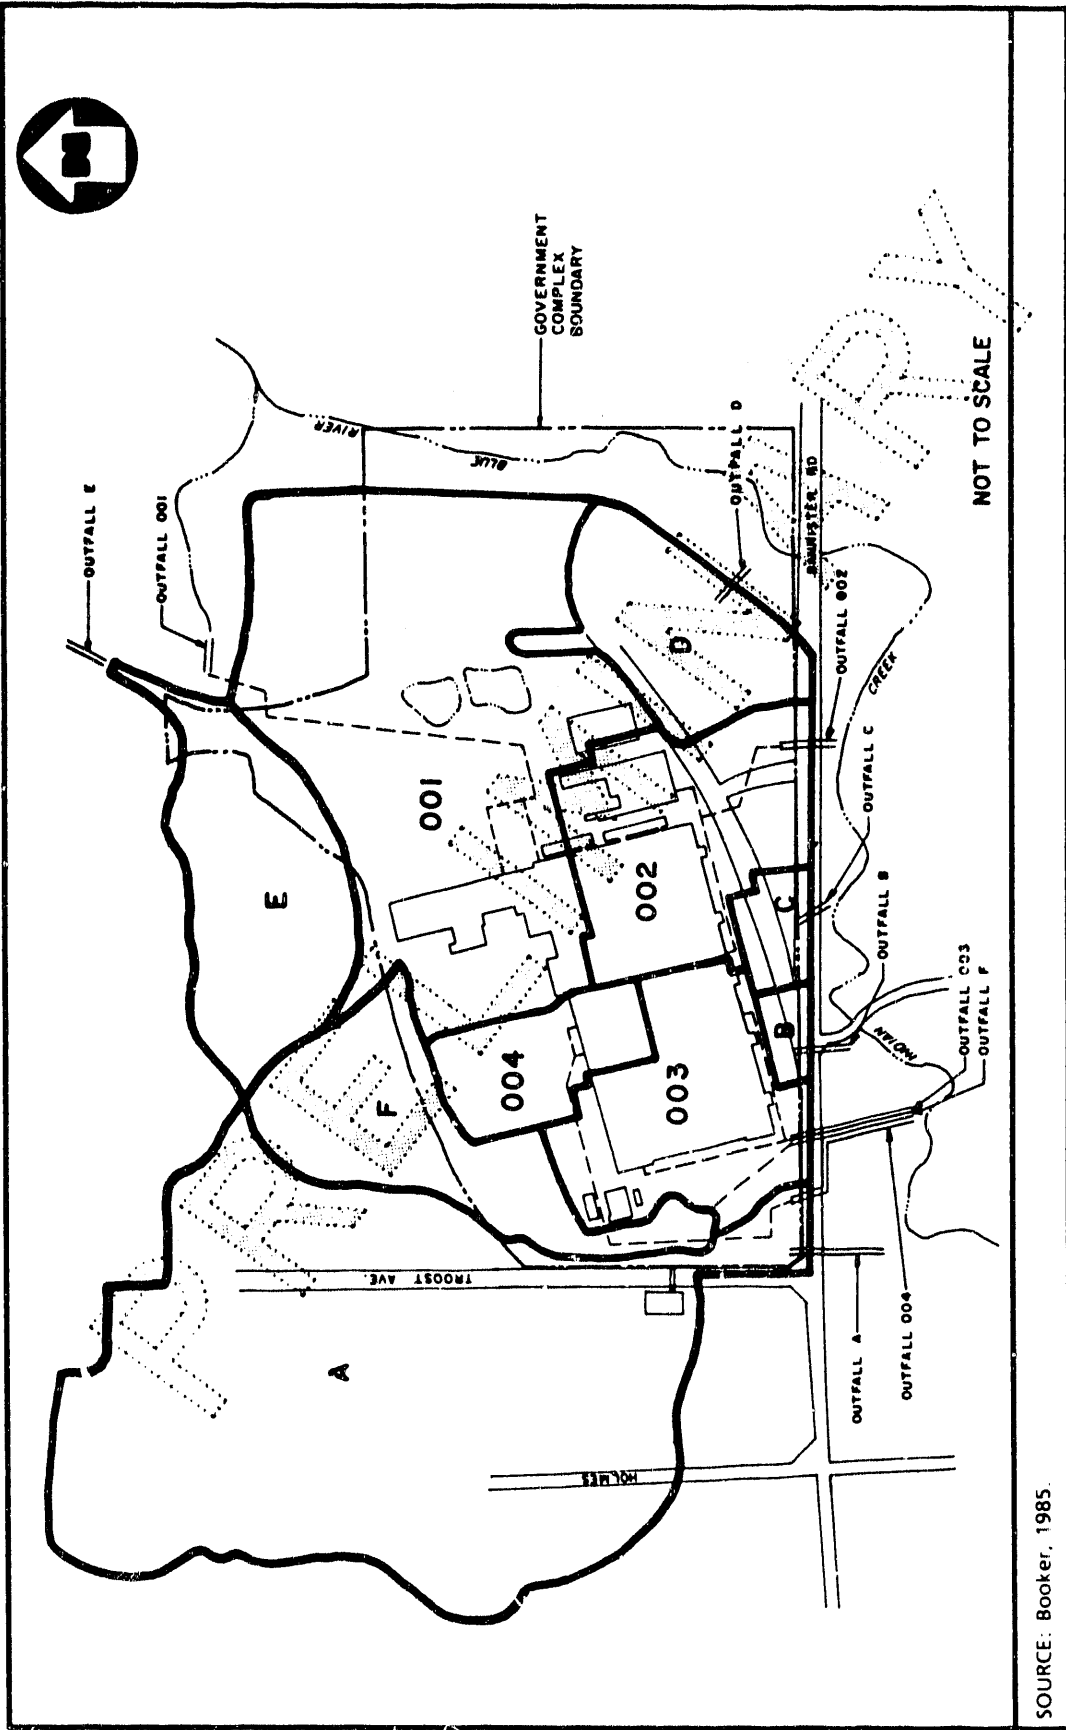 N
OUTFALL E
OUTFALL 001
GOVERNMENT
COMPLEX
BOUNDARY
BLUE
RIVER
OUTFALL D
BANNISTER RD
OUTFALL 002
CREEK
OUTFALL C
OUTFALL B
INDIAN
OUTFALL 003
OUTFALL F
OUTFALL 004
OUTFALL A
TROOST AVE.
HOLMES
A
B
C
D
E
F
001
002
003
004
PRELIMINARY
NOT TO SCALE
SOURCE: Booker, 1985.